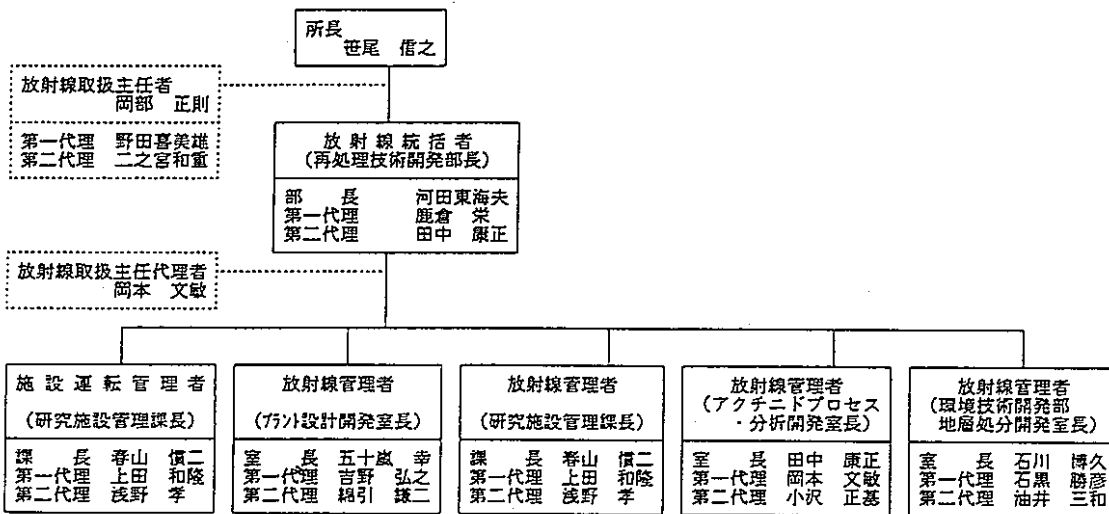 所長
笹尾 信之
放射線取扱主任者
岡部 正則
第一代理 野田喜美雄
第二代理 二之宮和重
放射線統括者
(再処理技術開発部長)
部 長 河田東海夫
第一代理 鹿倉 栄
第二代理 田中 康正
放射線取扱主任代理者
岡本 文敏
施設運転管理者
(研究施設管理課長)
課 長 春山 信二
第一代理 上田 和隆
第二代理 浅野 孝
放射線管理者
(プラント設計開発室長)
室 長 五十嵐 幸
第一代理 吉野 弘之
第二代理 綿引 謙二
放射線管理者
(研究施設管理課長)
課 長 春山 信二
第一代理 上田 和隆
第二代理 浅野 孝
放射線管理者
(アクチニドプロセス
・分析開発室長)
室 長 田中 康正
第一代理 岡本 文敏
第二代理 小沢 正基
放射線管理者
(環境技術開発部
地層処分開発室長)
室 長 石川 博久
第一代理 石黒 勝彦
第二代理 油井 三和